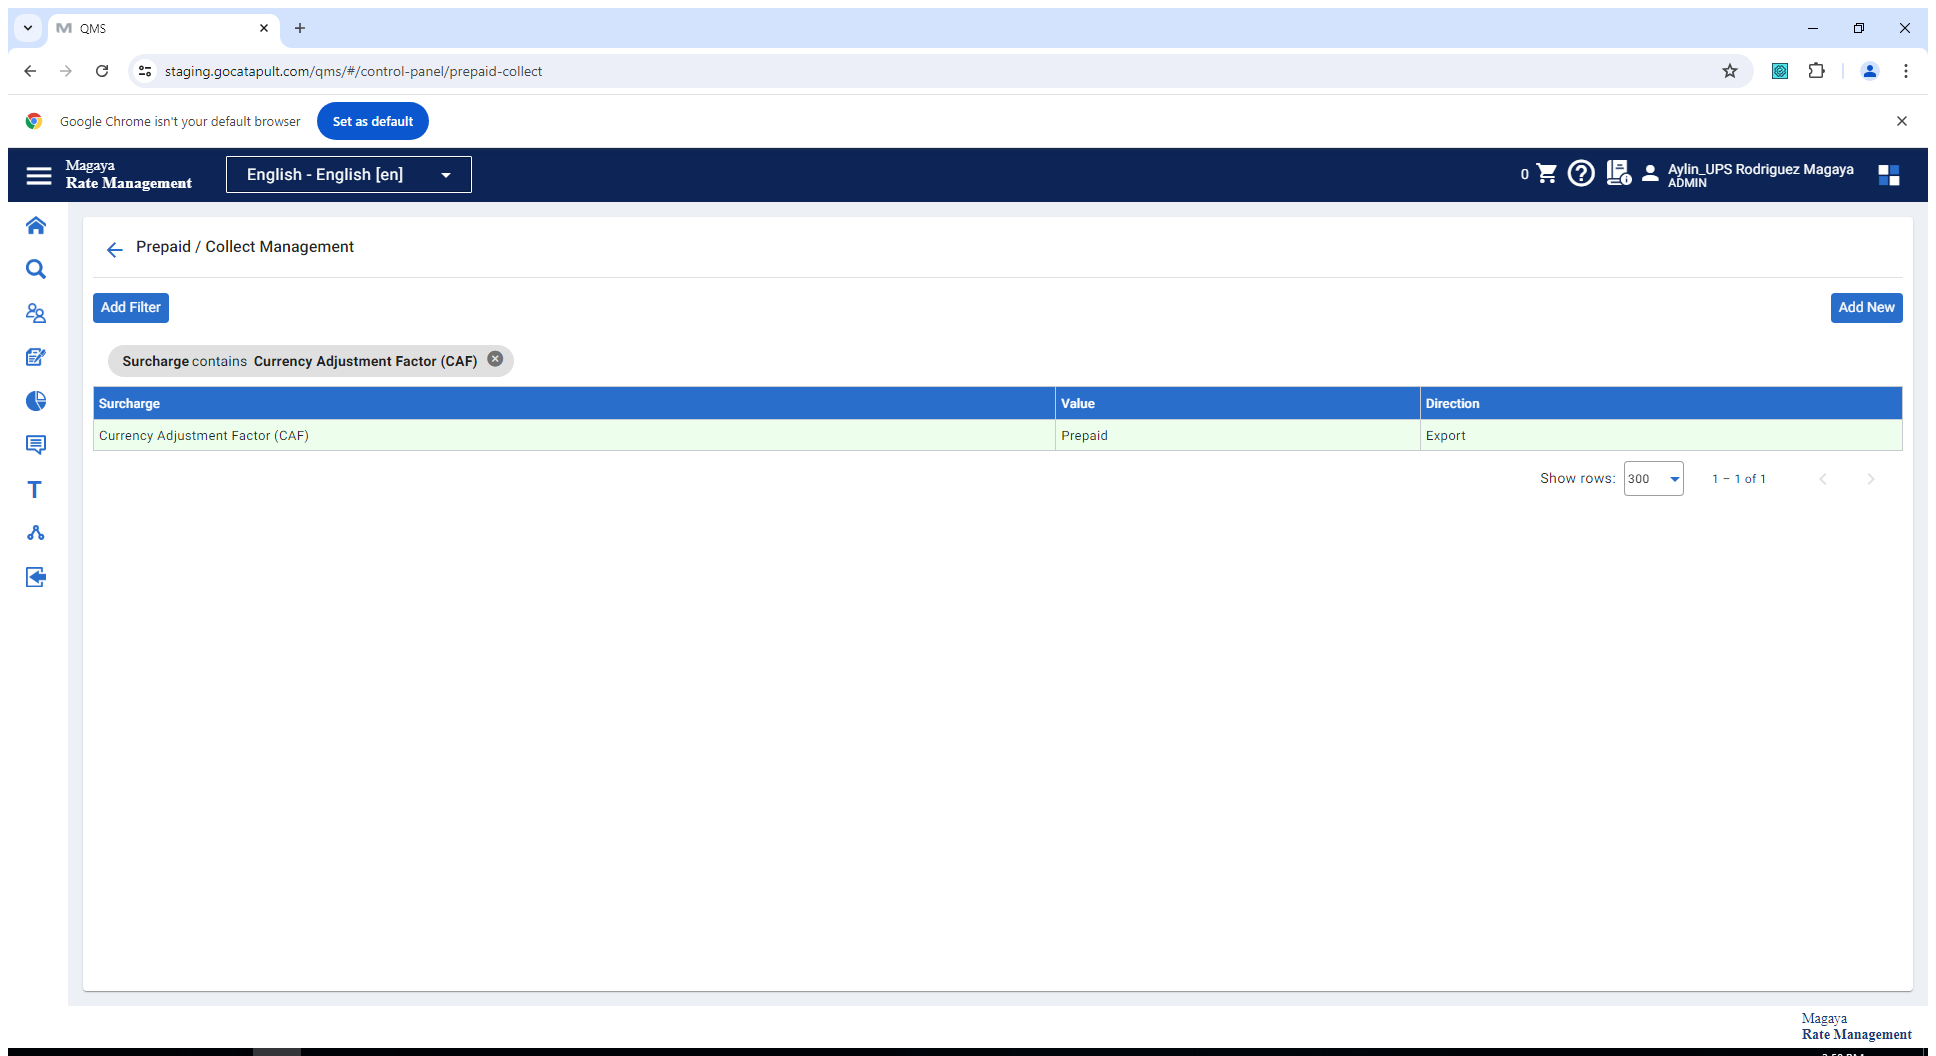 QMS
staging.gocatapult.com/qms/#/control-panel/prepaid-collect
Google Chrome isn't your default browser
Set as default
Magaya
Rate Management
English - English [en]
0
Aylin_UPS Rodriguez Magaya
ADMIN
Prepaid / Collect Management
Add Filter
Add New
Surcharge contains Currency Adjustment Factor (CAF)
Surcharge Value Direction
Currency Adjustment Factor (CAF) Prepaid Export
Show rows: 300 1 – 1 of 1
Magaya
Rate Management